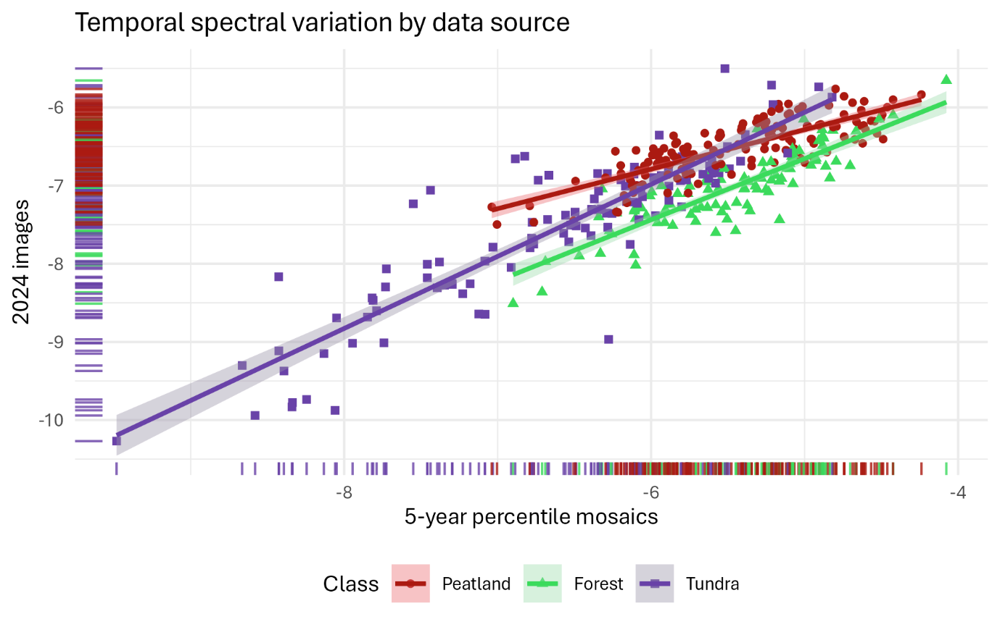 Temporal spectral variation by data source
2024 images
-6
-7
-8
-9
-10
-8
-6
-4
5-year percentile mosaics
Class
Peatland
Forest
Tundra